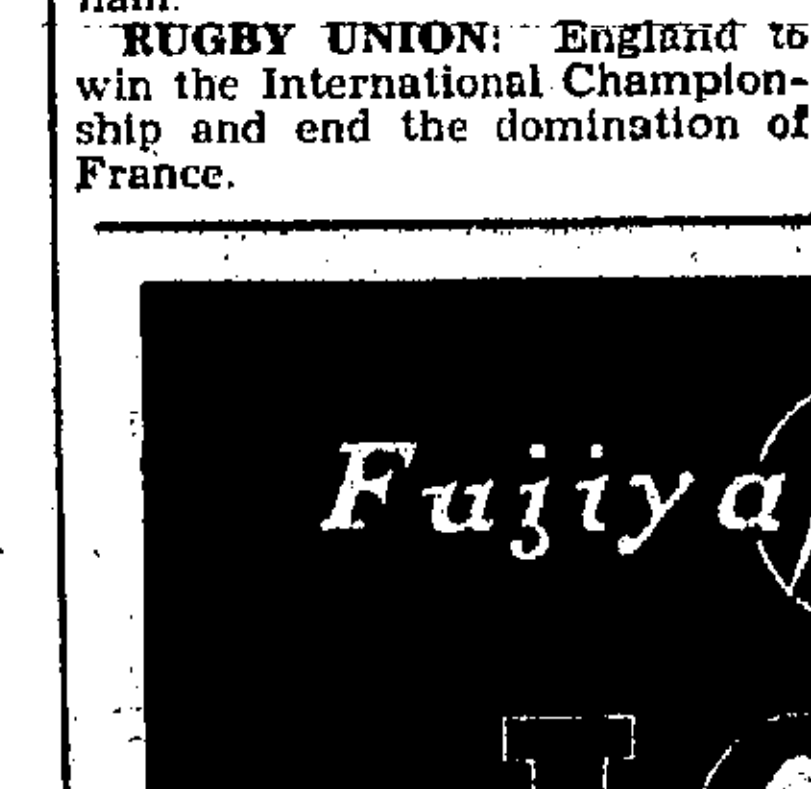 RUGBY UNION: England to
win the International Champion-
ship and end the domination of
France.
Fujiya